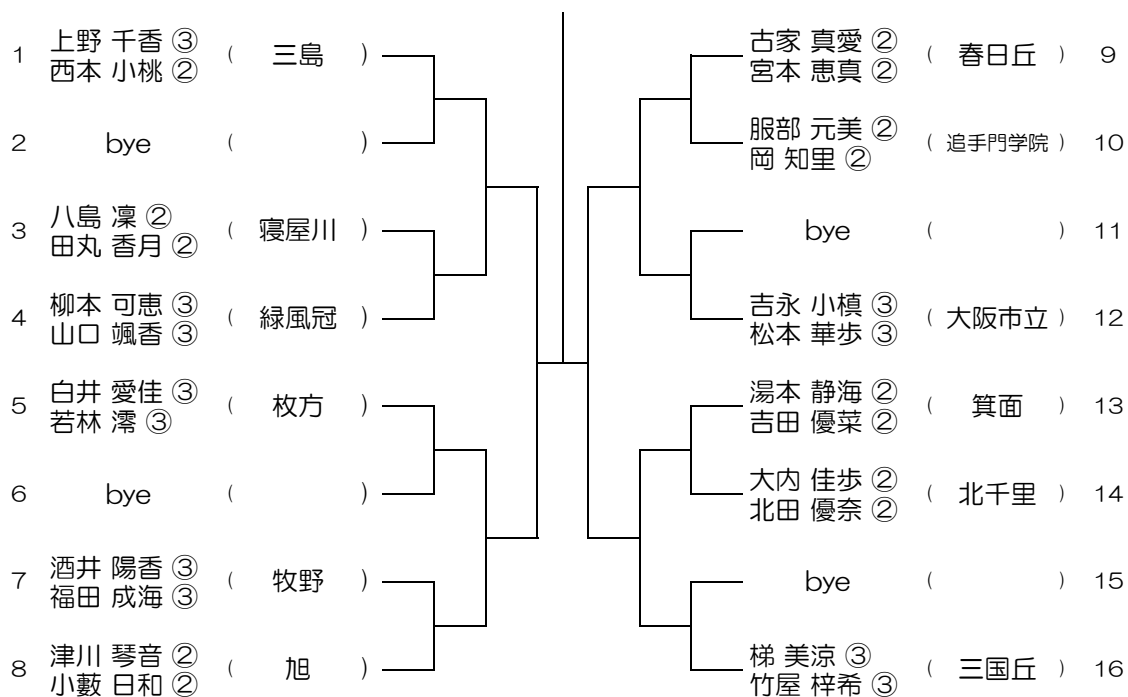 1 上野 千香 ③ ( 三島 )
西本 小桃 ②
2 bye ( )
3 八島 凜 ② ( 寝屋川 )
田丸 香月 ②
4 柳本 可恵 ③ ( 緑風冠 )
山口 颯香 ③
5 白井 愛佳 ③ ( 枚方 )
若林 澪 ③
6 bye ( )
7 酒井 陽香 ③ ( 牧野 )
福田 成海 ③
8 津川 琴音 ② ( 旭 )
小藪 日和 ②
古家 真愛 ② ( 春日丘 ) 9
宮本 恵真 ②
服部 元美 ② ( 追手門学院 ) 10
岡 知里 ②
bye ( ) 11
吉永 小槙 ③ ( 大阪市立 ) 12
松本 華歩 ③
湯本 静海 ② ( 箕面 ) 13
吉田 優菜 ②
大内 佳歩 ② ( 北千里 ) 14
北田 優奈 ②
bye ( ) 15
梯 美涼 ③ ( 三国丘 ) 16
竹屋 梓希 ③